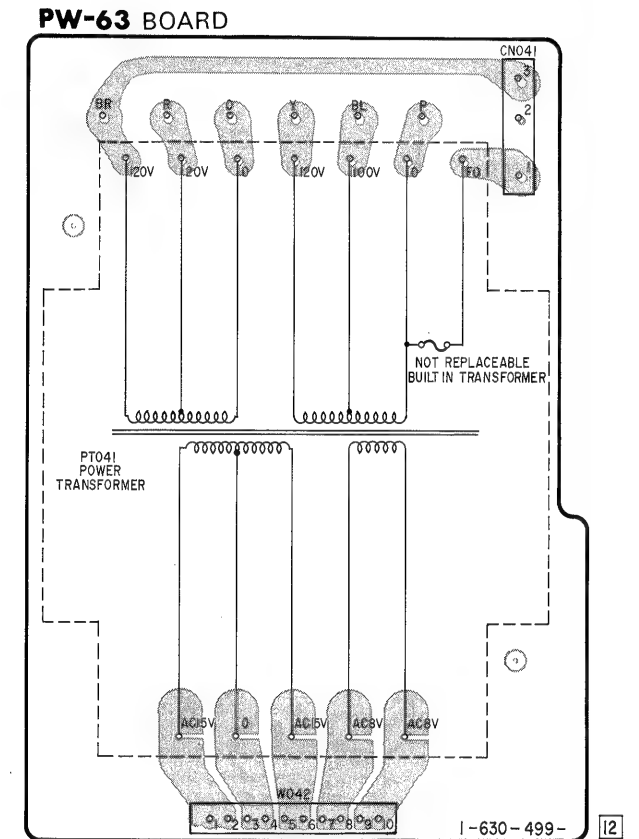 PW-63 BOARD
CN041
3
BR R O Y BL P
2
120V 20V 0 120V 100V 0 FO 1
NOT REPLACEABLE
BUILT IN TRANSFORMER
PT041
POWER
TRANSFORMER
AC15V 0 AC15V AC8V AC8V
W042
1 2 3 4 5 6 7 8 9 10
1-630-499- 12